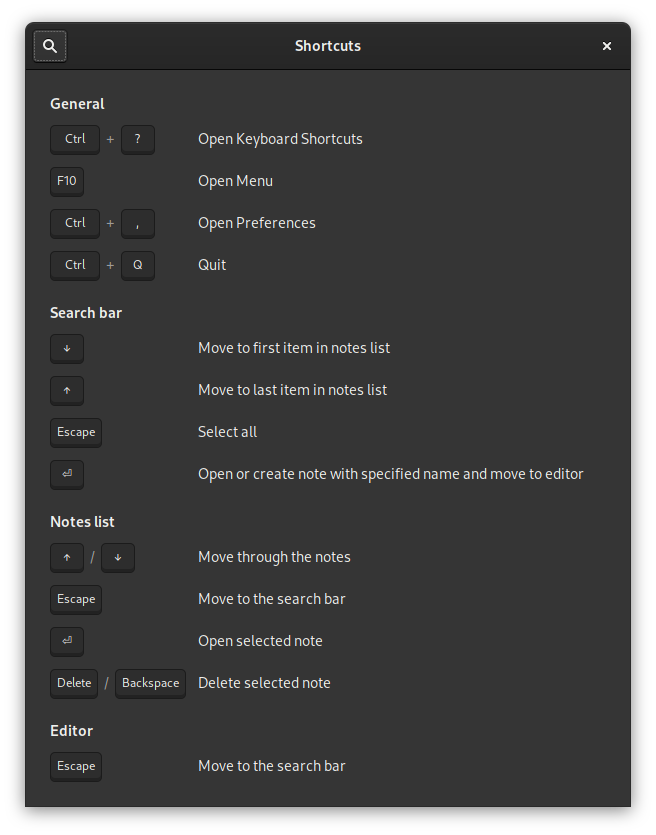 Shortcuts
General
Ctrl + ? Open Keyboard Shortcuts
F10 Open Menu
Ctrl + , Open Preferences
Ctrl + Q Quit
Search bar
↓ Move to first item in notes list
↑ Move to last item in notes list
Escape Select all
⏎ Open or create note with specified name and move to editor
Notes list
↑ / ↓ Move through the notes
Escape Move to the search bar
⏎ Open selected note
Delete / Backspace Delete selected note
Editor
Escape Move to the search bar